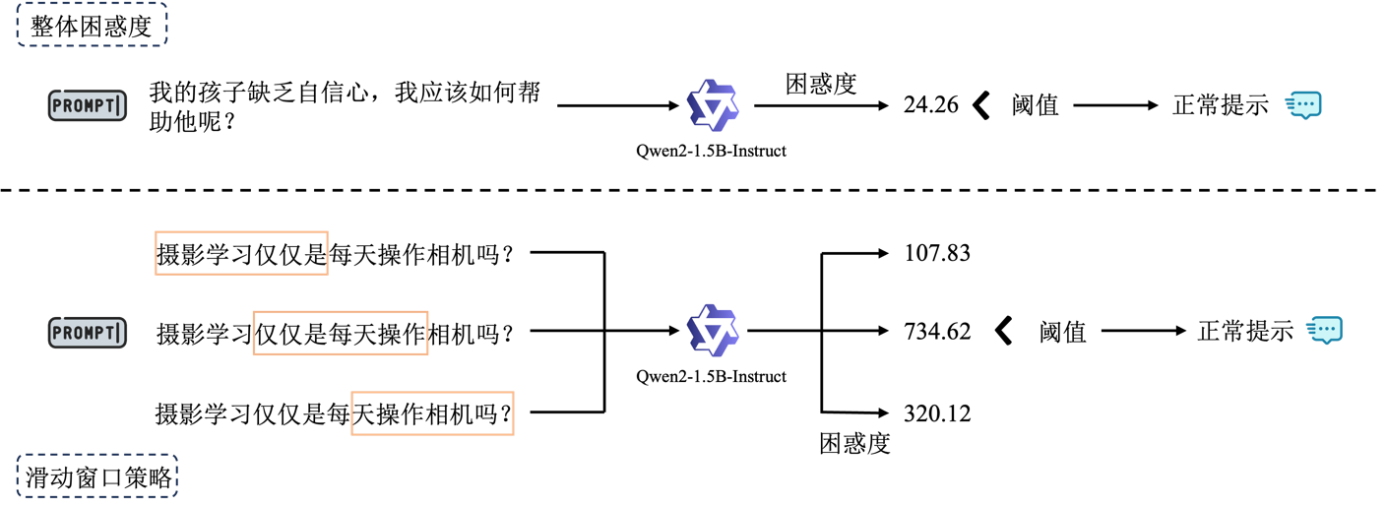 整体困惑度
PROMPT
我的孩子缺乏自信心，我应该如何帮
助他呢？
Qwen2-1.5B-Instruct
困惑度
24.26 < 阈值
正常提示
摄影学习仅仅是每天操作相机吗？
PROMPT
摄影学习仅仅是每天操作相机吗？
摄影学习仅仅是每天操作相机吗？
Qwen2-1.5B-Instruct
107.83
734.62 < 阈值
正常提示
320.12
困惑度
滑动窗口策略